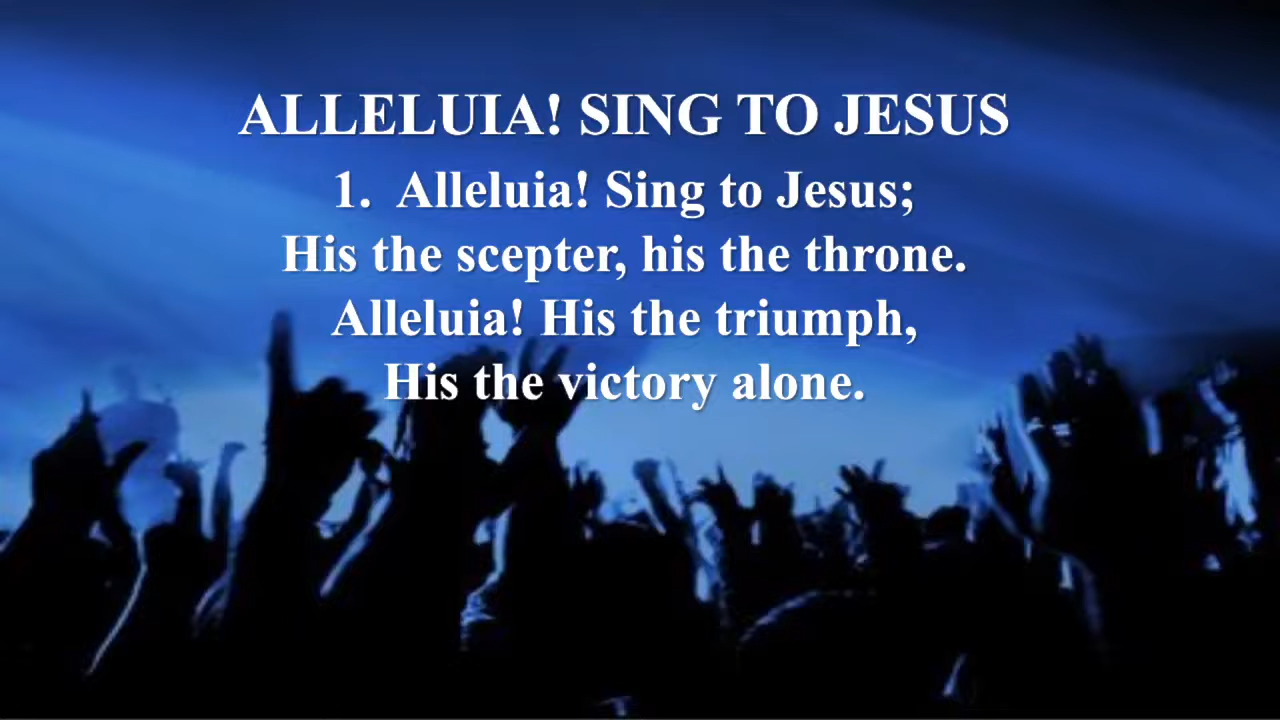 ALLELUIA! SING TO JESUS
1. Alleluia! Sing to Jesus;
His the scepter, his the throne.
Alleluia! His the triumph,
His the victory alone.